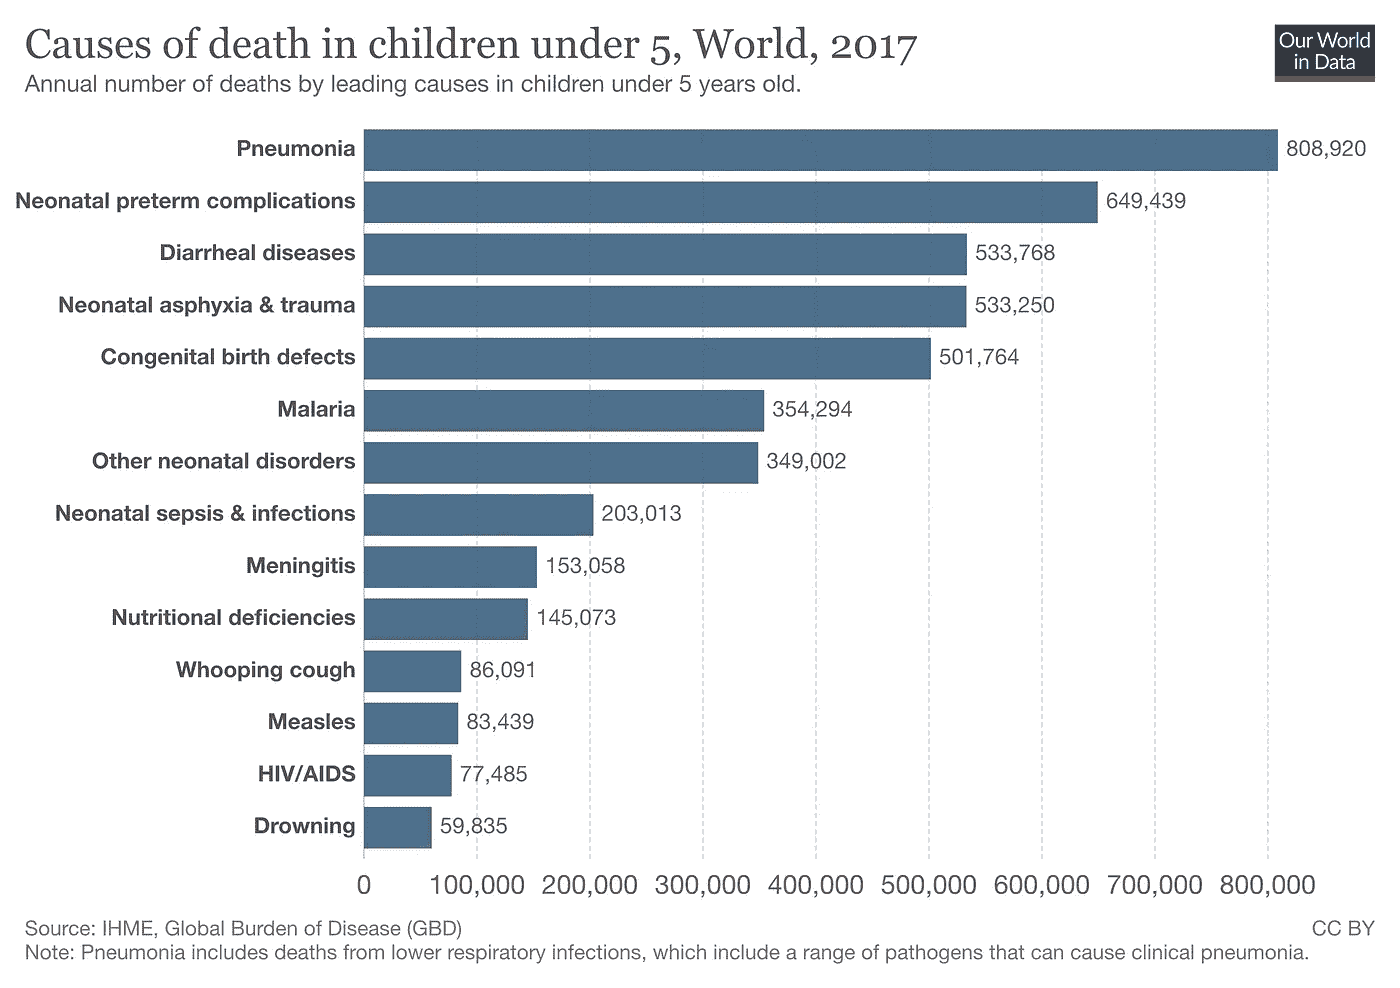 Causes of death in children under 5, World, 2017
Annual number of deaths by leading causes in children under 5 years old.
Our World
in Data
Pneumonia 808,920
Neonatal preterm complications 649,439
Diarrheal diseases 533,768
Neonatal asphyxia & trauma 533,250
Congenital birth defects 501,764
Malaria 354,294
Other neonatal disorders 349,002
Neonatal sepsis & infections 203,013
Meningitis 153,058
Nutritional deficiencies 145,073
Whooping cough 86,091
Measles 83,439
HIV/AIDS 77,485
Drowning 59,835
0 100,000 200,000 300,000 400,000 500,000 600,000 700,000 800,000
Source: IHME, Global Burden of Disease (GBD) CC BY
Note: Pneumonia includes deaths from lower respiratory infections, which include a range of pathogens that can cause clinical pneumonia.